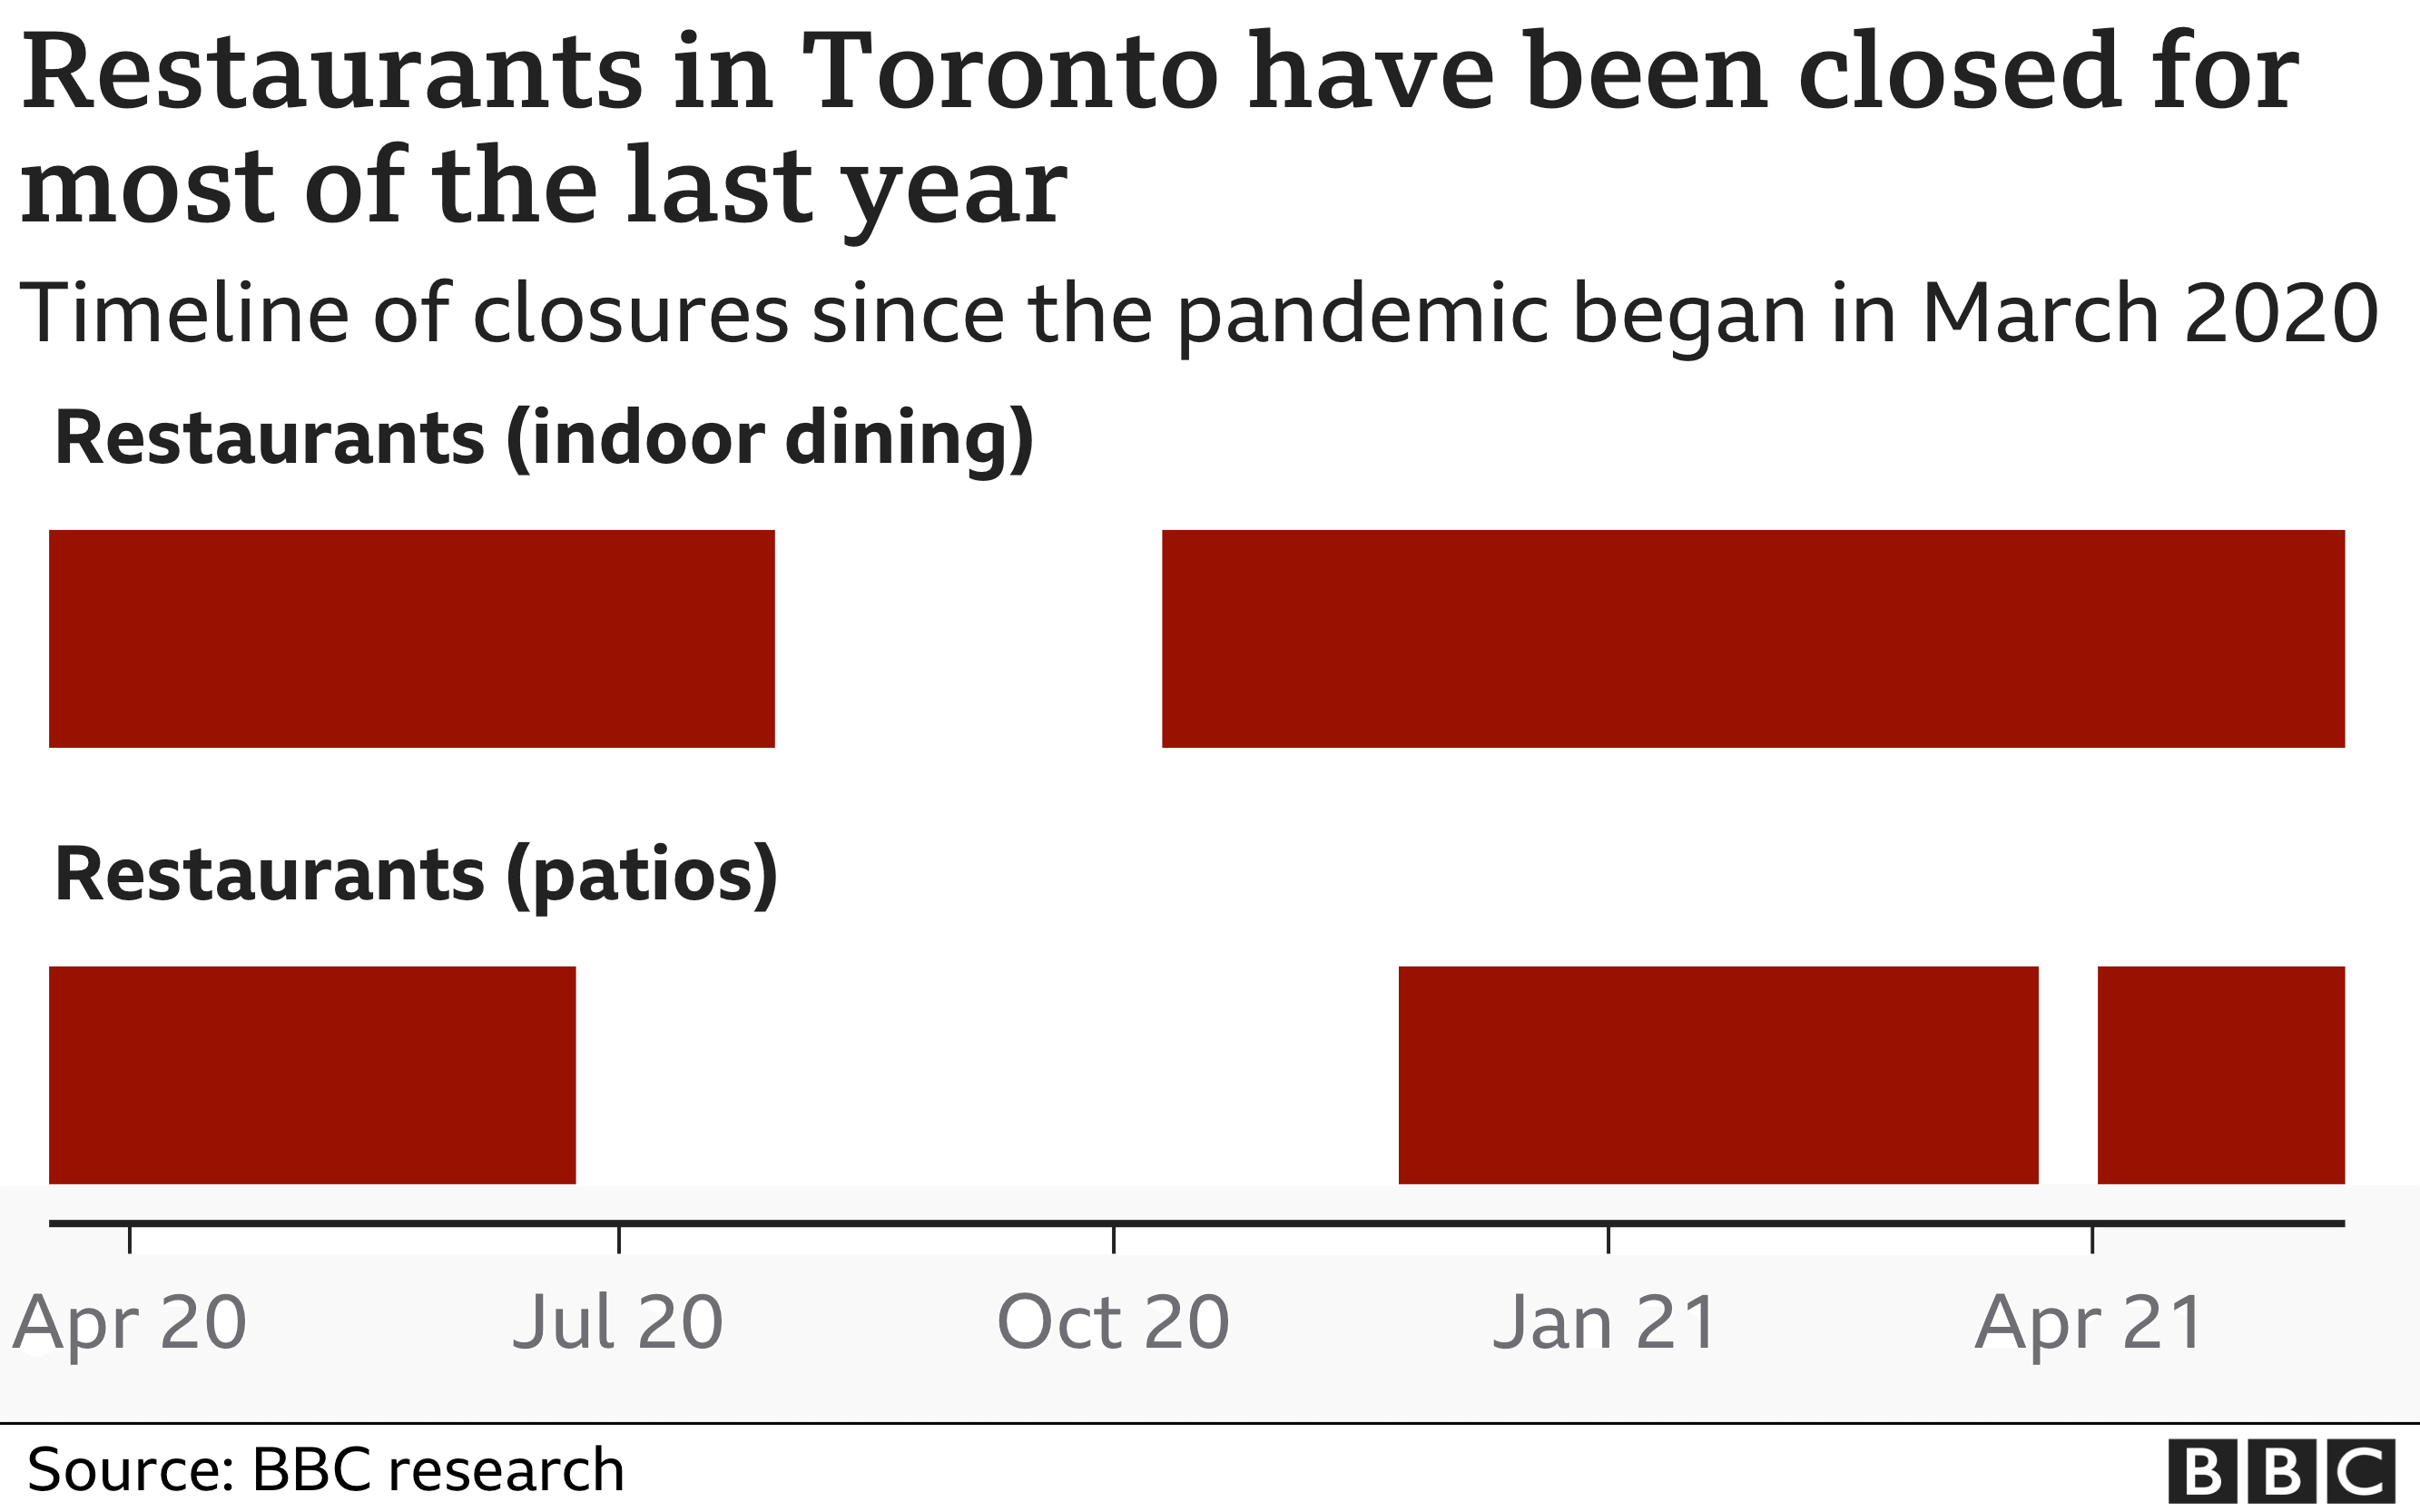 Restaurants in Toronto have been closed for
most of the last year
Timeline of closures since the pandemic began in March 2020
Restaurants (indoor dining)
Restaurants (patios)
Apr 20 Jul 20 Oct 20 Jan 21 Apr 21
Source: BBC research BBC